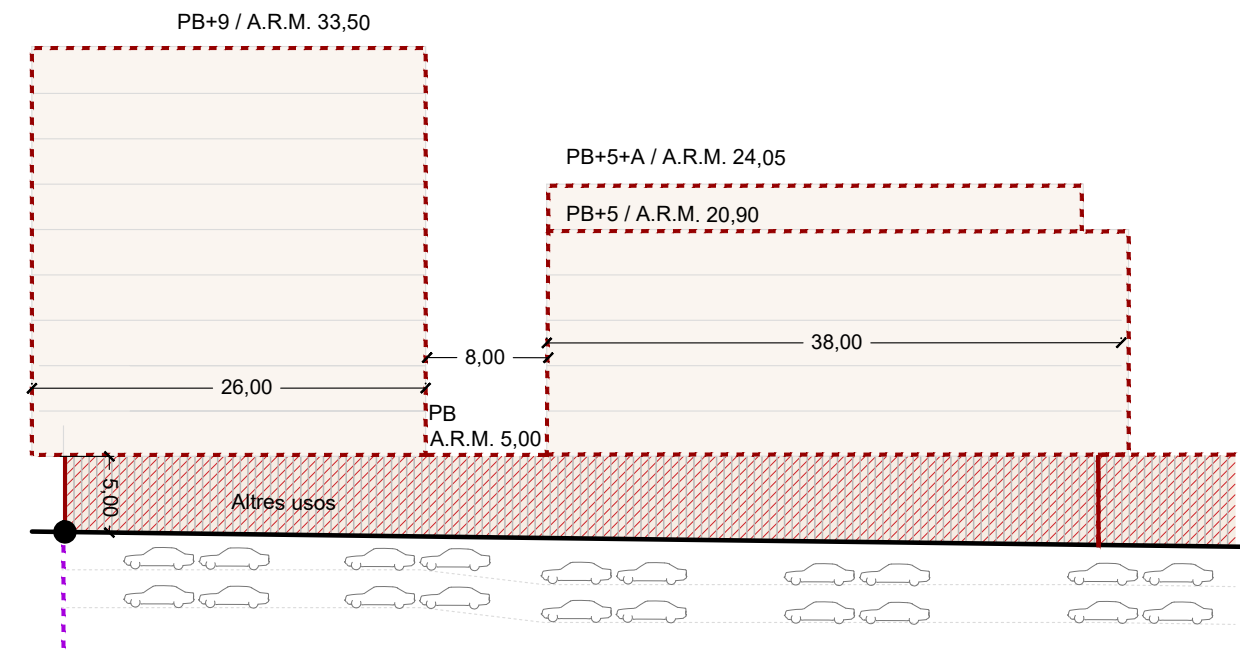 PB+9 / A.R.M. 33,50
PB+5+A / A.R.M. 24,05
PB+5 / A.R.M. 20,90
38,00
8,00
26,00
PB
A.R.M. 5,00
5,00
Altres usos